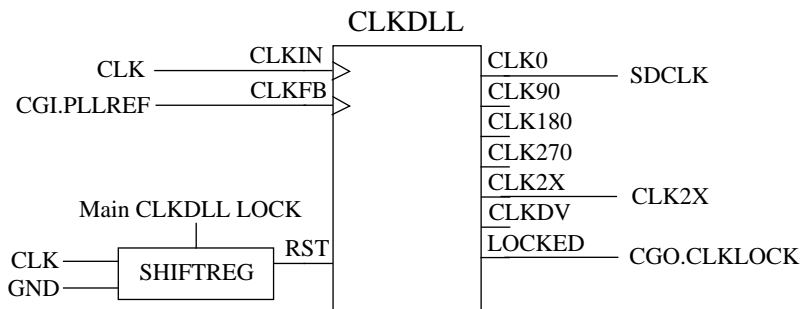 CLKDLL
CLK CLKIN CLK0 SDCLK
CGI.PLLREF CLKFB CLK90
CLK180
CLK270
CLK2X CLK2X
Main CLKDLL LOCK CLKDV
CLK SHIFTREG RST LOCKED CGO.CLKLOCK
GND